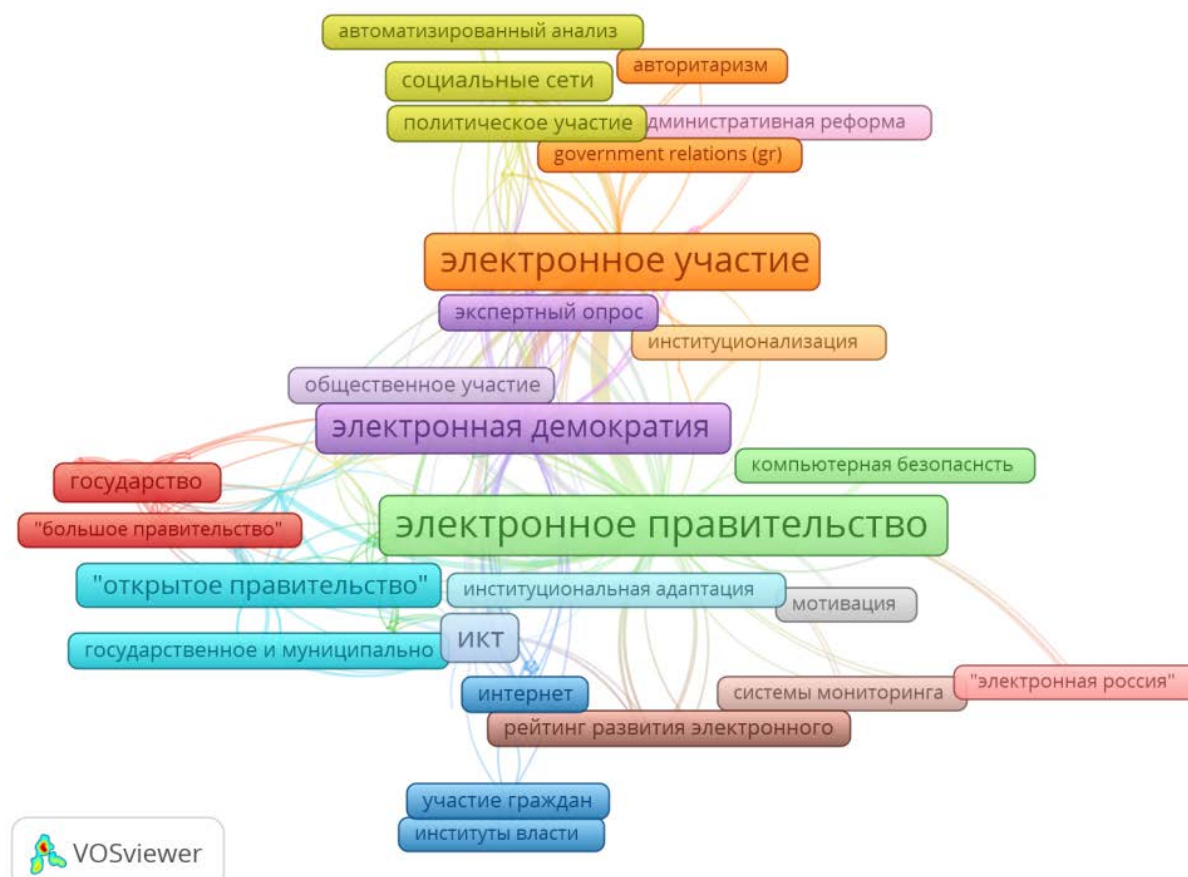 автоматизированный анализ
авторитаризм
социальные сети
политическое участие
дминистративная реформа
government relations (gr)
электронное участие
экспертный опрос
институционализация
общественное участие
электронная демократия
компьютерная безопаснсть
государство
"большое правительство"
электронное правительство
"открытое правительство"
институциональная адаптация
мотивация
икт
государственное и муниципально
"электронная россия"
системы мониторинга
интернет
рейтинг развития электронного
участие граждан
институты власти
VOSviewer